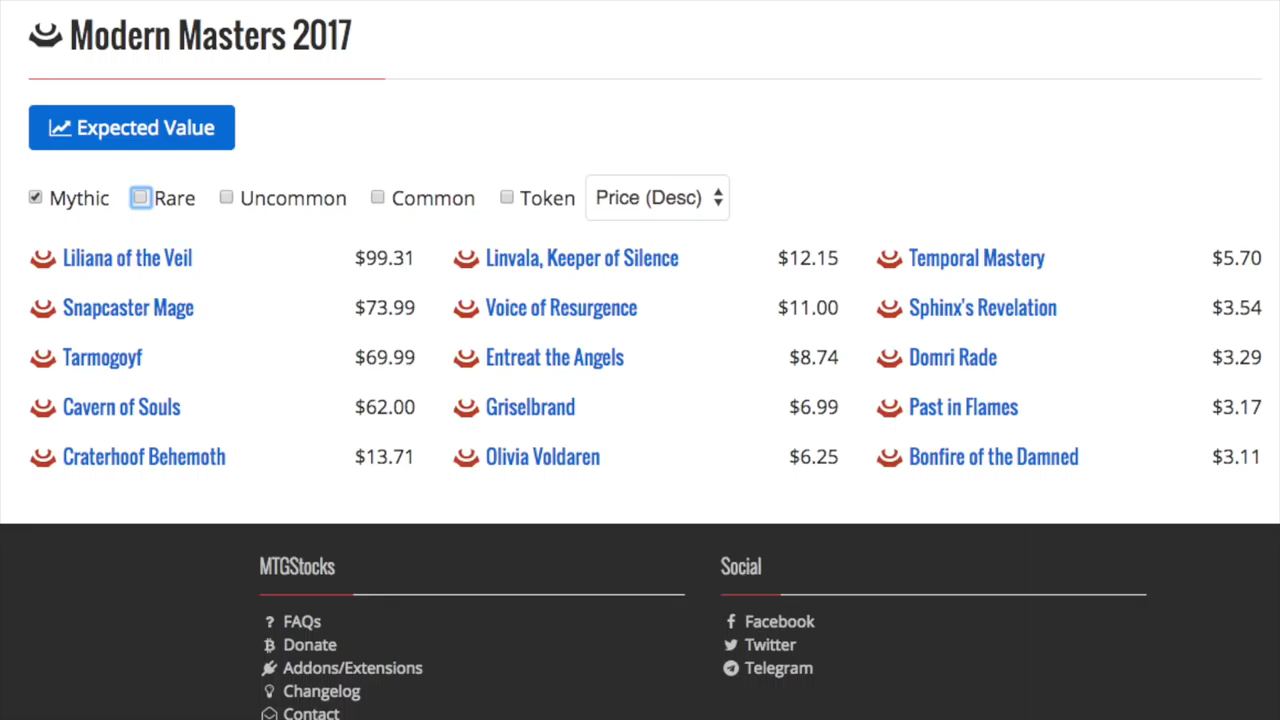 Modern Masters 2017
Expected Value
Mythic Rare Uncommon Common Token Price (Desc)
Liliana of the Veil $99.31 Linvala, Keeper of Silence $12.15 Temporal Mastery $5.70
Snapcaster Mage $73.99 Voice of Resurgence $11.00 Sphinx's Revelation $3.54
Tarmogoyf $69.99 Entreat the Angels $8.74 Domri Rade $3.29
Cavern of Souls $62.00 Griselbrand $6.99 Past in Flames $3.17
Craterhoof Behemoth $13.71 Olivia Voldaren $6.25 Bonfire of the Damned $3.11
MTGStocks
FAQs
Donate
Addons/Extensions
Changelog
Contact
Social
Facebook
Twitter
Telegram